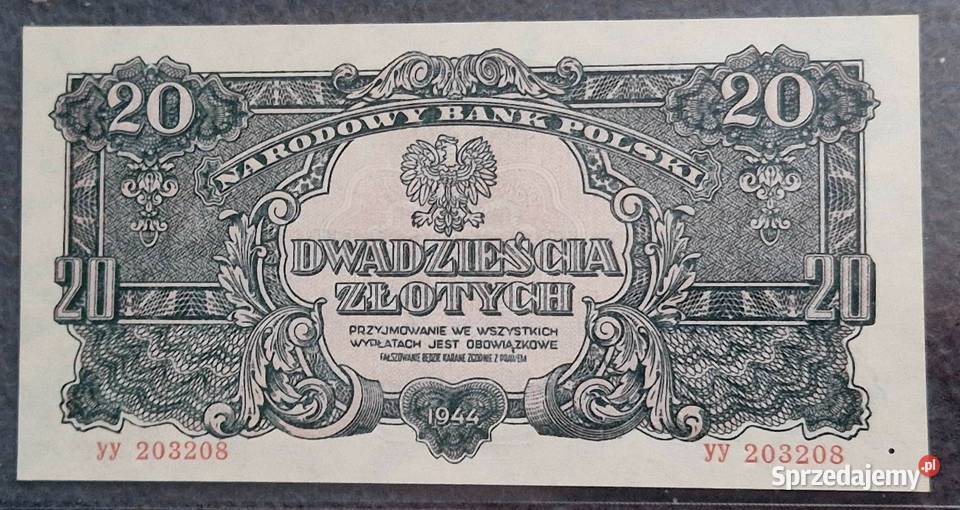 20 20
NARODOWY BANK POLSKI
DWADZIEŚCIA
ZŁOTYCH
20 20
PRZYJMOWANIE WE WSZYSTKICH
WYPŁATACH JEST OBOWIĄZKOWE
FAŁSZOWANIE BĘDZIE KARANE ZGODNIE Z PRAWEM
1944
УУ 203208 УУ 203208
Sprzedajemy.pl